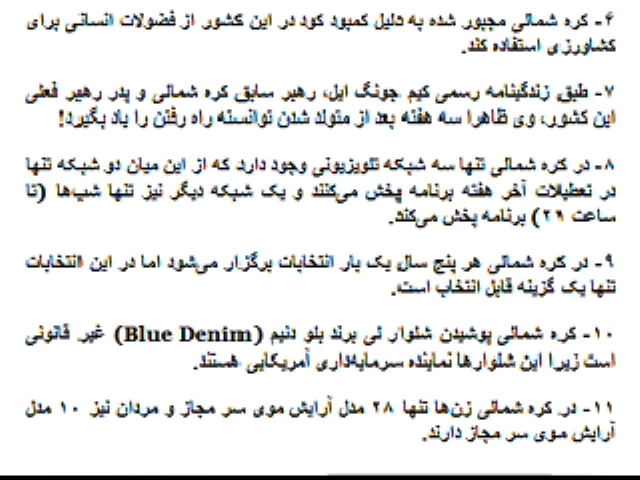 ۶- کره شمالی مجبور شده به دلیل کمبود کود در این کشور از فضولات انسانی برای
کشاورزی استفاده کند.
۷- طبق زندگینامه رسمی کیم جونگ ایل، رهبر سابق کره شمالی و پدر رهبر فعلی
این کشور، وی ظاهرا سه هفته بعد از متولد شدن توانسته راه رفتن را یاد بگیرد!
۸- در کره شمالی تنها سه شبکه تلویزیونی وجود دارد که از این میان دو شبکه تنها
در تعطیلات آخر هفته برنامه پخش می‌کنند و یک شبکه دیگر نیز تنها شب‌ها (تا
ساعت ۲۹) برنامه پخش می‌کند.
۹- در کره شمالی هر پنج سال یک بار انتخابات برگزار می‌شود اما در این انتخابات
تنها یک گزینه قابل انتخاب است.
۱۰- کره شمالی پوشیدن شلوار لی برند بلو دنیم (Blue Denim) غیر قانونی
است زیرا این شلوارها نماینده سرمایه‌داری آمریکایی هستند.
۱۱- در کره شمالی زن‌ها تنها ۲۸ مدل آرایش موی سر مجاز و مردان نیز ۱۰ مدل
آرایش موی سر مجاز دارند.